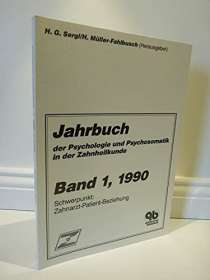 H. G. Sergl/H. Müller-Fahlbusch (Herausgeber)
Jahrbuch
der Psychologie und Psychosomatik
in der Zahnheilkunde
Band 1, 1990
Schwerpunkt:
Zahnarzt-Patient-Beziehung